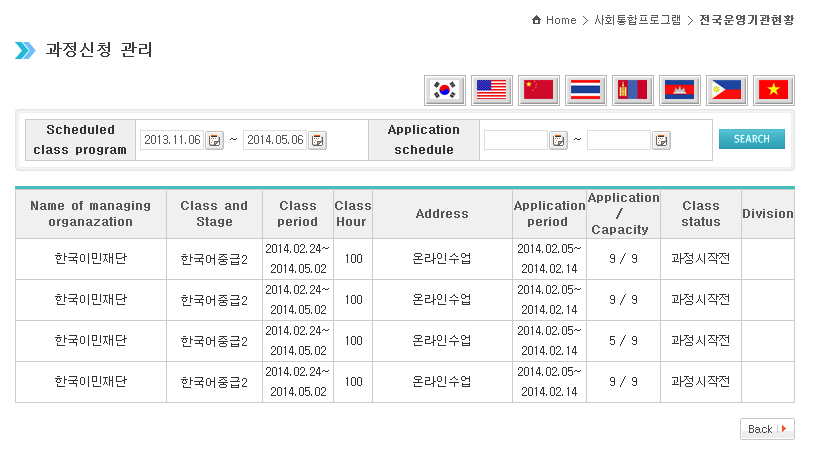 Home > 사회통합프로그램 > 전국운영기관현황
과정신청 관리
Scheduled
class program
2013.11.06 ~ 2014.05.06
Application
schedule
~
SEARCH
Name of managing
organazation
Class and
Stage
Class
period
Class
Hour
Address
Application
period
Application
/
Capacity
Class
status
Division
한국이민재단
한국어중급2
2014.02.24~
2014.05.02
100
온라인수업
2014.02.05~
2014.02.14
9 / 9
과정시작전
한국이민재단
한국어중급2
2014.02.24~
2014.05.02
100
온라인수업
2014.02.05~
2014.02.14
9 / 9
과정시작전
한국이민재단
한국어중급2
2014.02.24~
2014.05.02
100
온라인수업
2014.02.05~
2014.02.14
5 / 9
과정시작전
한국이민재단
한국어중급2
2014.02.24~
2014.05.02
100
온라인수업
2014.02.05~
2014.02.14
9 / 9
과정시작전
Back